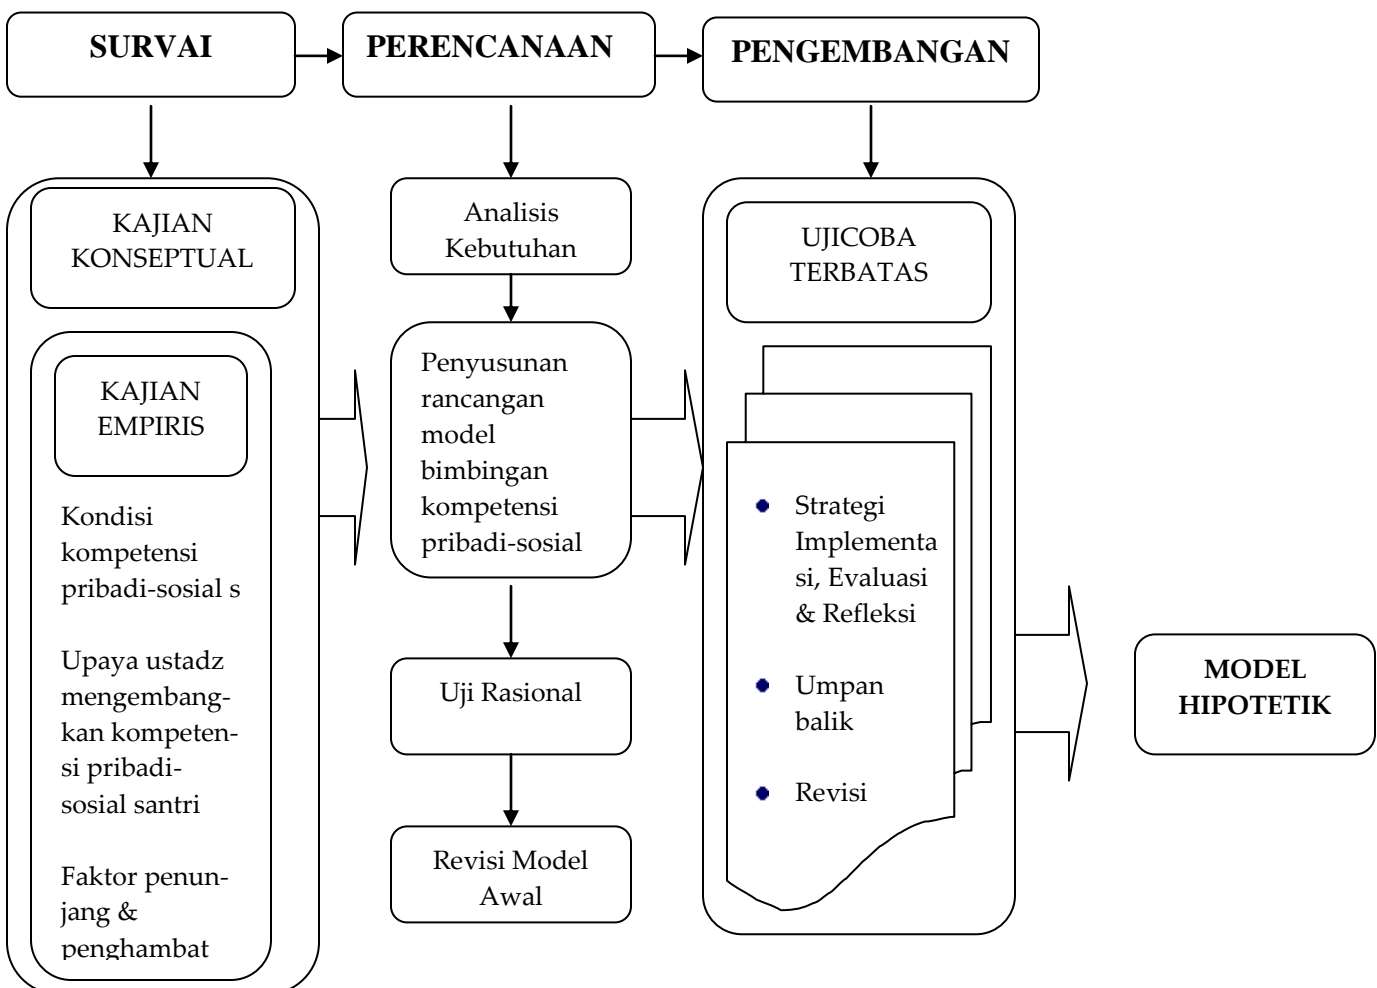 SURVAI
PERENCANAAN
PENGEMBANGAN
KAJIAN
KONSEPTUAL
KAJIAN
EMPIRIS
Kondisi
kompetensi
pribadi-sosial s
Upaya ustadz
mengembang-
kan kompeten-
si pribadi-
sosial santri
Faktor penun-
jang &
penghambat
Analisis
Kebutuhan
Penyusunan
rancangan
model
bimbingan
kompetensi
pribadi-sosial
Uji Rasional
Revisi Model
Awal
UJICOBA
TERBATAS
Strategi
Implementa
si, Evaluasi
& Refleksi
Umpan
balik
Revisi
MODEL
HIPOTETIK